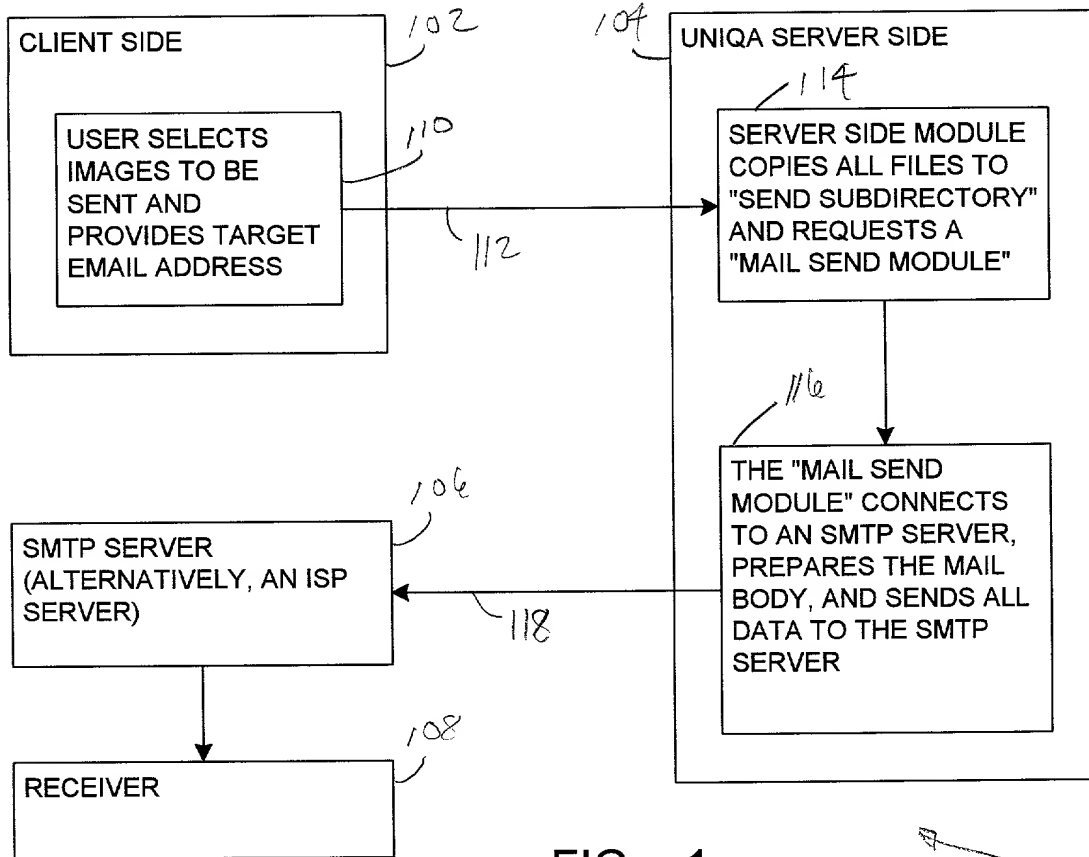 CLIENT SIDE
102
USER SELECTS
IMAGES TO BE
SENT AND
PROVIDES TARGET
EMAIL ADDRESS
110
112
104
UNIQA SERVER SIDE
114
SERVER SIDE MODULE
COPIES ALL FILES TO
"SEND SUBDIRECTORY"
AND REQUESTS A
"MAIL SEND MODULE"
116
THE "MAIL SEND
MODULE" CONNECTS
TO AN SMTP SERVER,
PREPARES THE MAIL
BODY, AND SENDS ALL
DATA TO THE SMTP
SERVER
118
106
SMTP SERVER
(ALTERNATIVELY, AN ISP
SERVER)
108
RECEIVER